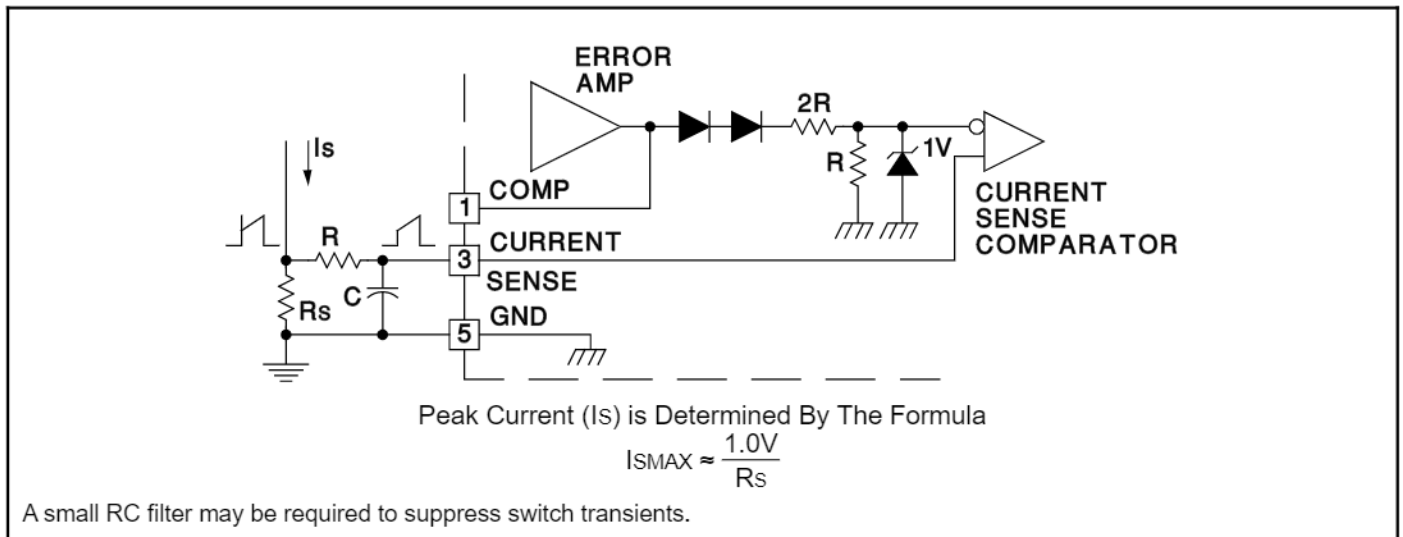 ERROR
AMP
2R
Is
R
1V
COMP
1
CURRENT
SENSE
COMPARATOR
R
CURRENT
3
SENSE
C
Rs
GND
5
Peak Current (Is) is Determined By The Formula
ISMAX ≈ 1.0V
RS
A small RC filter may be required to suppress switch transients.